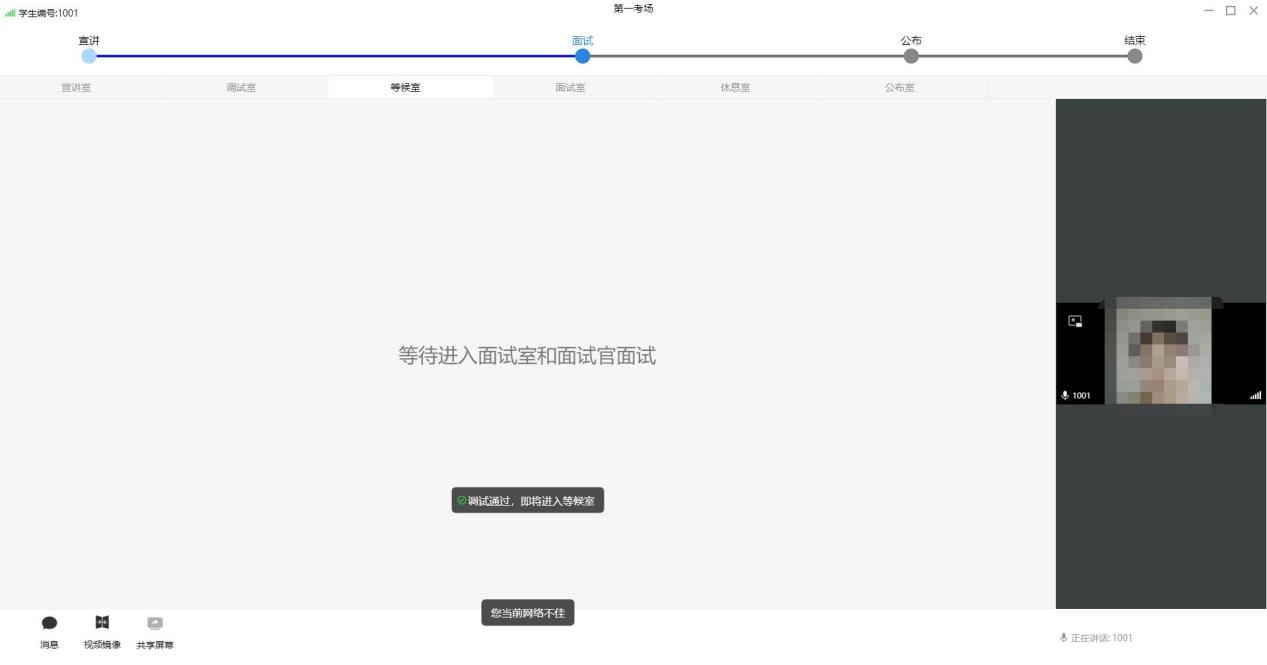 学生编号:1001
第一考场
宣讲 面试 公布 结束
宣讲室 调试室 等候室 面试室 休息室 公布室
等待进入面试室和面试官面试
1001
调试通过，即将进入等候室
您当前网络不佳
消息 视频镜像 共享屏幕
正在讲话: 1001